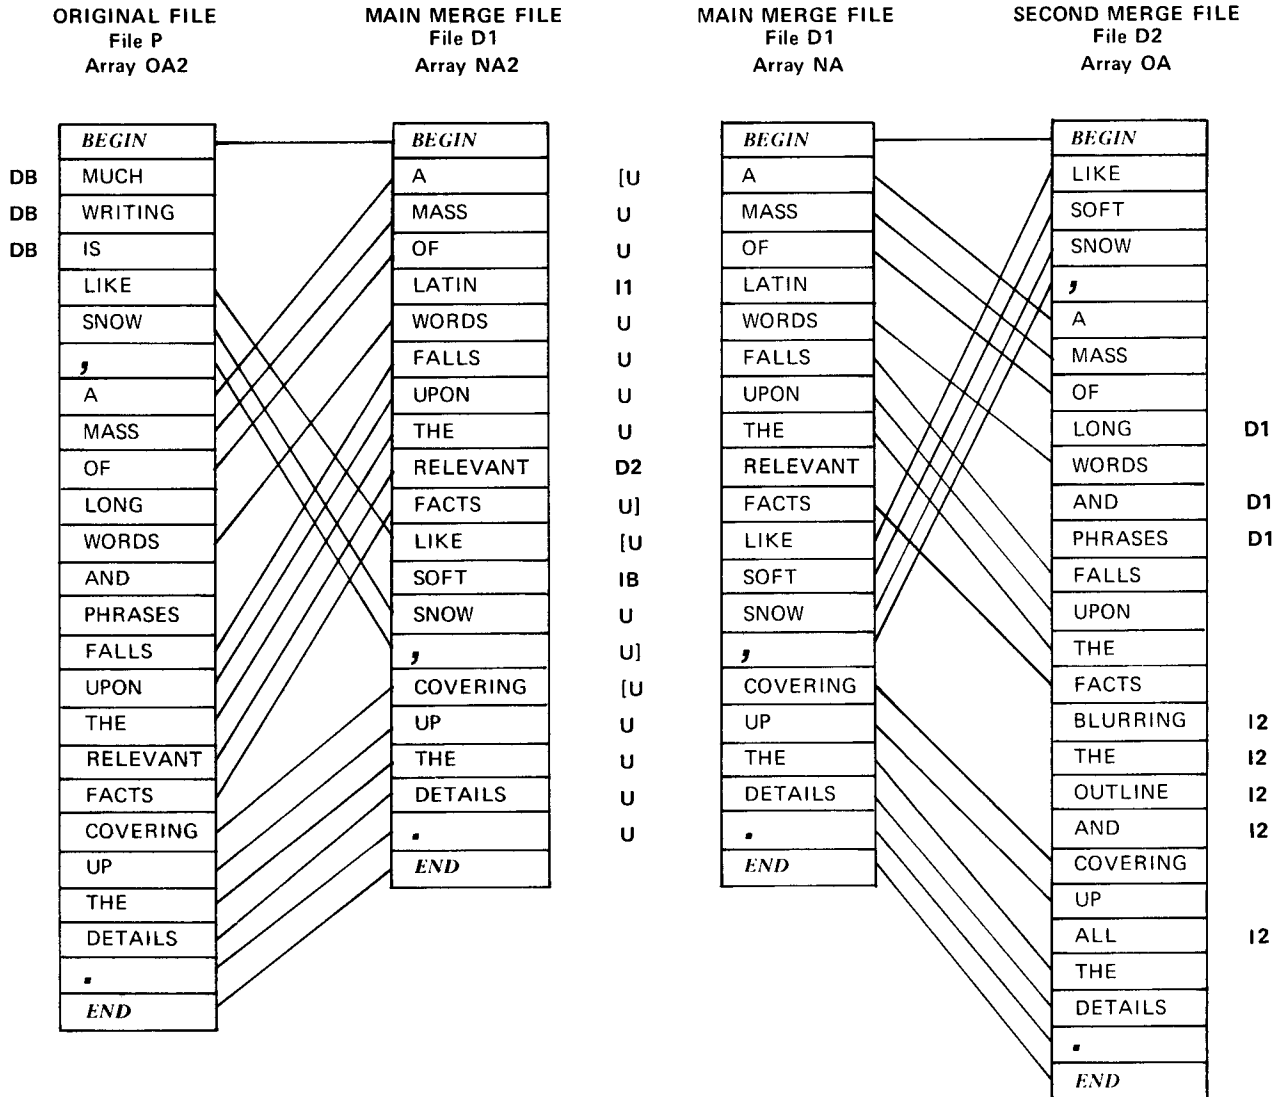 ORIGINAL FILE
File P
Array OA2
MAIN MERGE FILE
File D1
Array NA2
MAIN MERGE FILE
File D1
Array NA
SECOND MERGE FILE
File D2
Array OA
BEGIN BEGIN BEGIN BEGIN
DB MUCH A [U A LIKE
DB WRITING MASS U MASS SOFT
DB IS OF U OF SNOW
LIKE LATIN I1 LATIN ,
SNOW WORDS U WORDS A
, FALLS U FALLS MASS
A UPON U UPON OF
MASS THE U THE LONG D1
OF RELEVANT D2 RELEVANT WORDS
LONG FACTS U] FACTS AND D1
WORDS LIKE [U LIKE PHRASES D1
AND SOFT IB SOFT FALLS
PHRASES SNOW U SNOW UPON
FALLS , U] , THE
UPON COVERING [U COVERING FACTS
THE UP U UP BLURRING I2
RELEVANT THE U THE THE I2
FACTS DETAILS U DETAILS OUTLINE I2
COVERING . U . AND I2
UP END END COVERING
THE UP
DETAILS ALL I2
. THE
END DETAILS
.
END